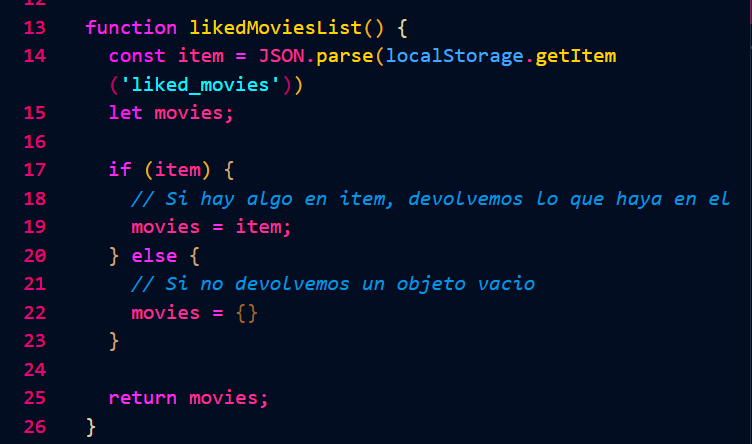 12
13 function likedMoviesList() {
14 const item = JSON.parse(localStorage.getItem
('liked_movies'))
15 let movies;
16
17 if (item) {
18 // Si hay algo en item, devolvemos lo que haya en el
19 movies = item;
20 } else {
21 // Si no devolvemos un objeto vacio
22 movies = {}
23 }
24
25 return movies;
26 }